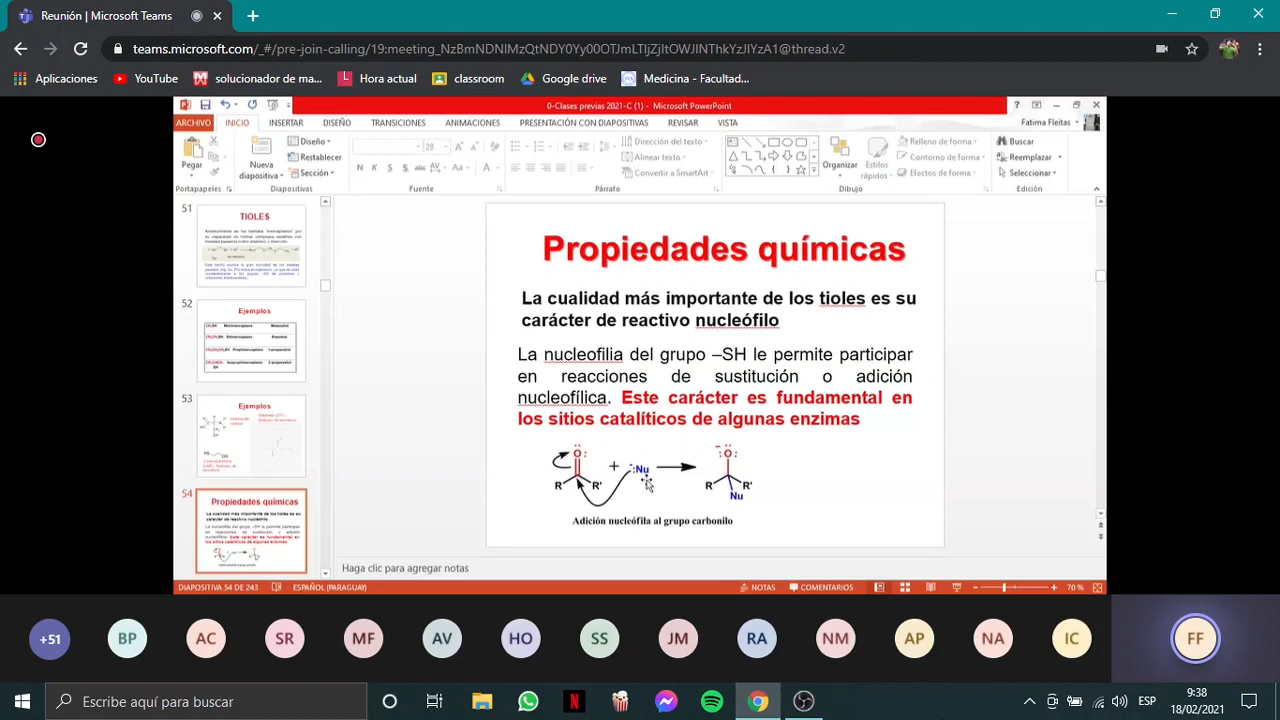 Reunión de Microsoft Teams
teams.microsoft.com/_#/pre-join-calling/19:meeting_NzBmNDNlMzQtNDY0Yy00OTJmLTljZjItOWJlNThkYzJlYzA1@thread.v2
Aplicaciones YouTube solucionador de ma... Hora actual classroom Google drive Medicina - Facultad...
0-Clases previas 2021-C (1) - Microsoft PowerPoint
ARCHIVO INICIO INSERTAR DISEÑO TRANSICIONES ANIMACIONES PRESENTACIÓN CON DIAPOSITIVAS REVISAR VISTA Fatima Fleitas
Pegar
Nueva diapositiva
Diseño
Restablecer
Sección
28
N K S S abc AV Aa A
Dirección del texto
Alinear texto
Convertir a SmartArt
Organizar
Estilos rápidos
Relleno de forma
Contorno de forma
Efectos de forma
Buscar
Reemplazar
Seleccionar
Portapapeles Diapositivas Fuente Párrafo Dibujo Edición
51
TIOLES
52
Ejemplos
53
Ejemplos
54
Propiedades químicas
Propiedades químicas
La cualidad más importante de los tioles es su
carácter de reactivo nucleófilo
La nucleofilia del grupo –SH le permite participar
en reacciones de sustitución o adición
nucleofílica. Este carácter es fundamental en
los sitios catalíticos de algunas enzimas
O
R R' + :Nu
O
R R'
Nu
Adición nucleófila al grupo carbonilo
Haga clic para agregar notas
DIAPOSITIVA 54 DE 243 ESPAÑOL (PARAGUAY) NOTAS COMENTARIOS 70 %
+51 BP AC SR MF AV HO SS JM RA NM AP NA IC FF
Escribe aquí para buscar
ESP
9:38
18/02/2021